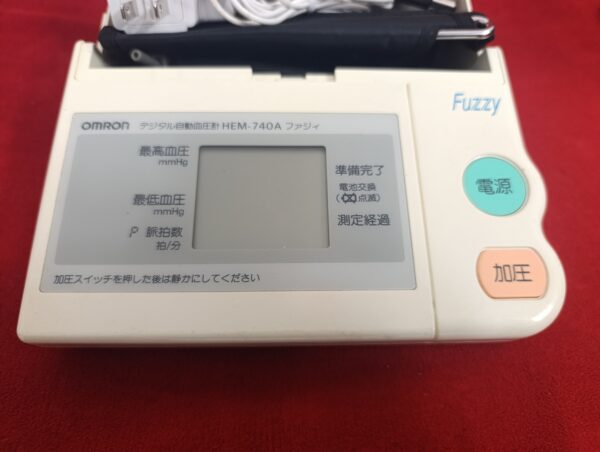 Fuzzy
OMRON デジタル自動血圧計 HEM-740A ファジィ
最高血圧
mmHg
最低血圧
mmHg
P 脈拍数
拍/分
準備完了
電池交換
(点滅)
測定経過
加圧スイッチを押した後は静かにしてください
電源
加圧